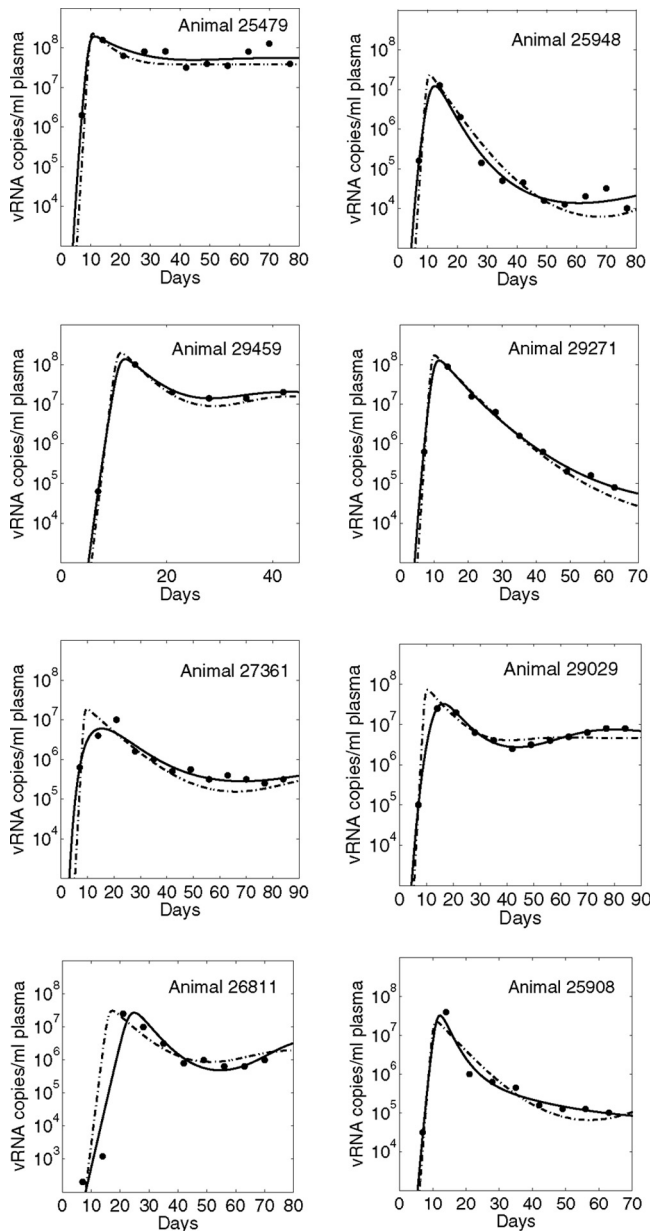 Animal 25479
vRNA copies/ml plasma
10^8
10^7
10^6
10^5
10^4
0 10 20 30 40 50 60 70 80
Days
Animal 25948
vRNA copies/ml plasma
10^8
10^7
10^6
10^5
10^4
0 10 20 30 40 50 60 70 80
Days
Animal 29459
vRNA copies/ml plasma
10^8
10^7
10^6
10^5
10^4
0 20 40
Days
Animal 29271
vRNA copies/ml plasma
10^8
10^7
10^6
10^5
10^4
0 10 20 30 40 50 60 70
Days
Animal 27361
vRNA copies/ml plasma
10^8
10^7
10^6
10^5
10^4
0 10 20 30 40 50 60 70 80 90
Days
Animal 29029
vRNA copies/ml plasma
10^8
10^7
10^6
10^5
10^4
0 10 20 30 40 50 60 70 80 90
Days
Animal 26811
vRNA copies/ml plasma
10^8
10^7
10^6
10^5
10^4
10^3
0 10 20 30 40 50 60 70 80
Days
Animal 25908
vRNA copies/ml plasma
10^8
10^7
10^6
10^5
10^4
0 10 20 30 40 50 60 70
Days